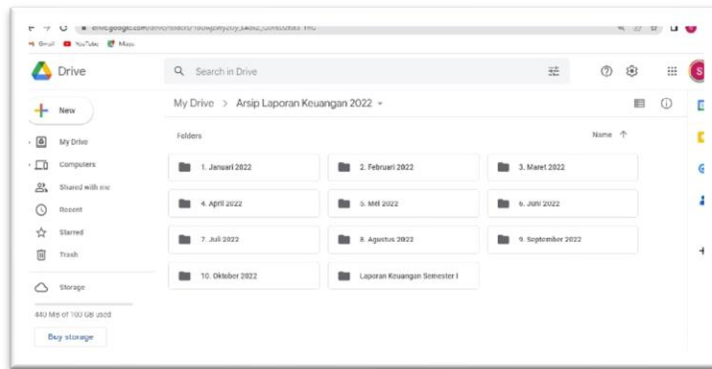 Gmail YouTube Maps
Drive
Search in Drive
New
My Drive > Arsip Laporan Keuangan 2022
Folders
Name
My Drive
Computers
Shared with me
Recent
Starred
Trash
Storage
440 MB of 100 GB used
Buy storage
1. Januari 2022
2. Februari 2022
3. Maret 2022
4. April 2022
5. Mei 2022
6. Juni 2022
7. Juli 2022
8. Agustus 2022
9. September 2022
10. Oktober 2022
Laporan Keuangan Semester I
S